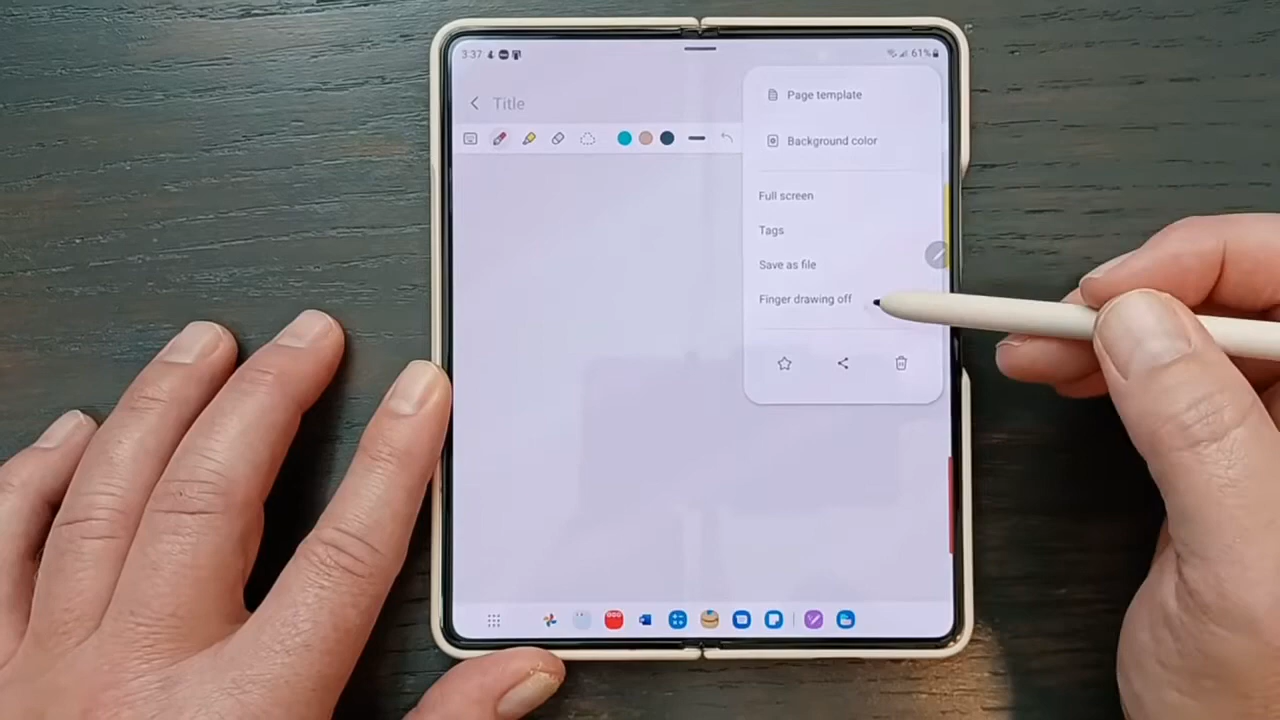 3:37
61%
Title
Page template
Background color
Full screen
Tags
Save as file
Finger drawing off